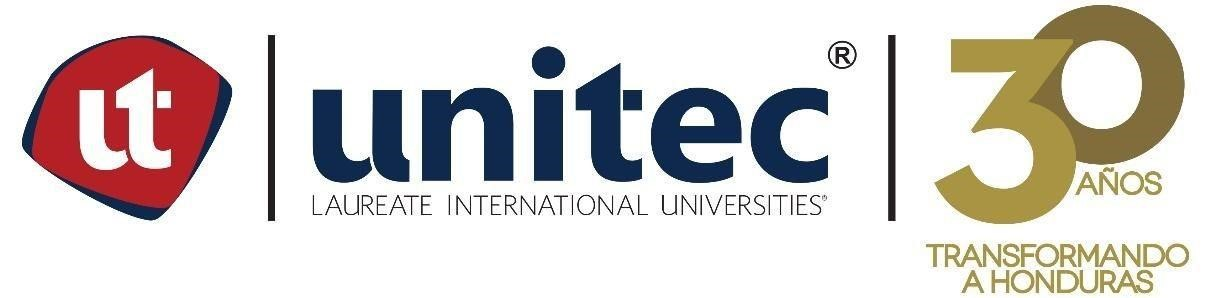 ut
unitec®
LAUREATE INTERNATIONAL UNIVERSITIES®
30
AÑOS
TRANSFORMANDO
A HONDURAS